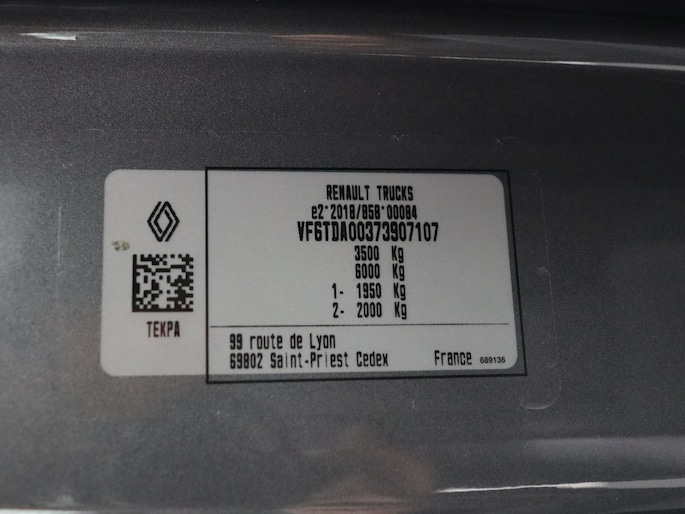 RENAULT TRUCKS
e2*2018/858*00084
VF6TDA00373907107
3500 Kg
6000 Kg
1- 1950 Kg
2- 2000 Kg
TEKPA
99 route de Lyon
69802 Saint-Priest Cedex France 689136